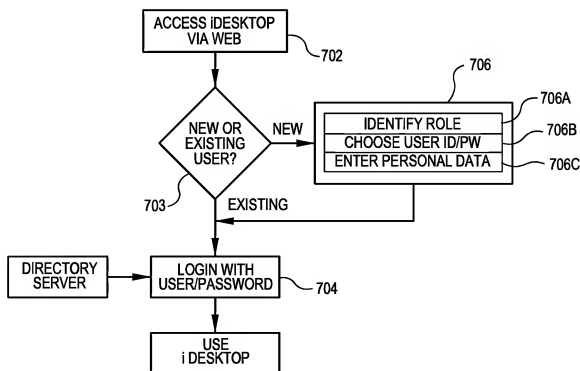 ACCESS iDESKTOP
VIA WEB
702
706
706A
IDENTIFY ROLE
706B
CHOOSE USER ID/PW
ENTER PERSONAL DATA
706C
NEW OR
EXISTING
USER?
NEW
703
EXISTING
DIRECTORY
SERVER
LOGIN WITH
USER/PASSWORD
704
USE
i DESKTOP